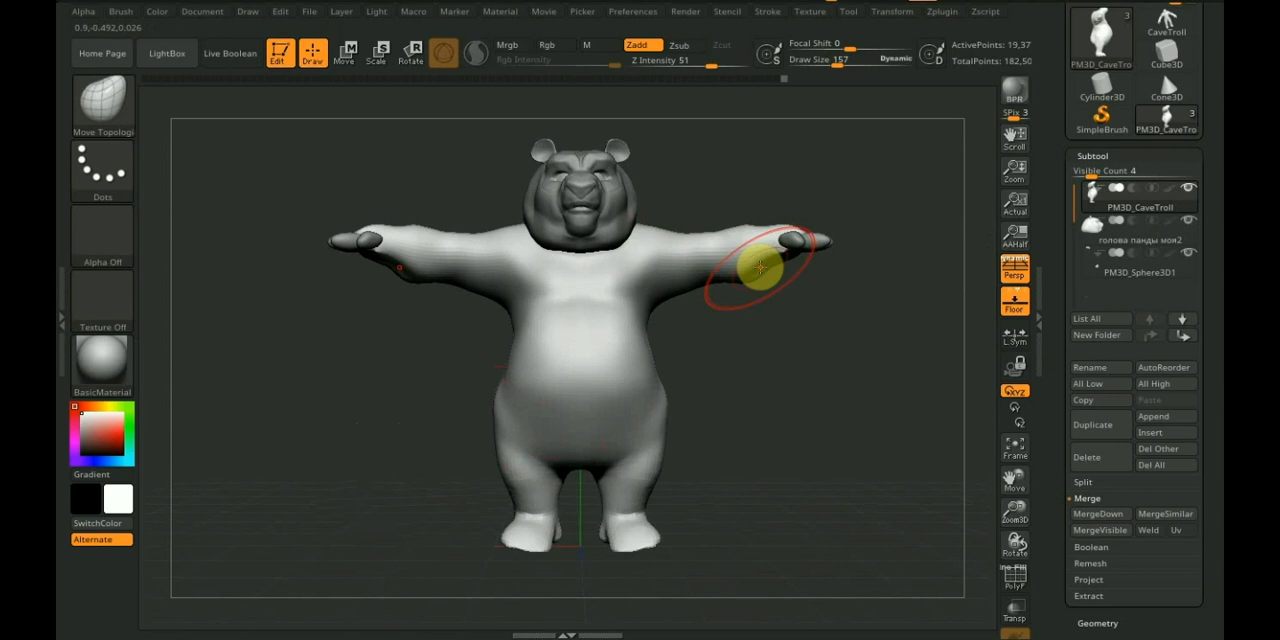 Alpha Brush Color Document Draw Edit File Layer Light Macro Marker Material Movie Picker Preferences Render Stencil Stroke Texture Tool Transform Zplugin Zscript
0.9,-0.492,0.026
Home Page
LightBox
Live Boolean
Edit
Draw
Move
Scale
Rotate
Mrgb Rgb M
Rgb Intensity
Zadd Zsub Zcut
Z Intensity 51
Focal Shift 0
Draw Size 157 Dynamic
ActivePoints: 19,37
TotalPoints: 182,50
Move Topologi
Dots
Alpha Off
Texture Off
BasicMaterial
Gradient
SwitchColor
Alternate
BPR
SPix 3
Scroll
Zoom
Actual
AAHalf
Dynamic
Persp
Floor
L.Sym
XYZ
Frame
Move
Zoom3D
Rotate
PolyF
Transp
3
PM3D_CaveTro
CaveTroll
Cube3D
Cylinder3D
Cone3D
SimpleBrush
3
PM3D_CaveTro
Subtool
Visible Count 4
PM3D_CaveTroll
голова панды моя2
PM3D_Sphere3D1
List All
New Folder
Rename AutoReorder
All Low All High
Copy Paste
Duplicate Append
Insert
Delete Del Other
Del All
Split
Merge
MergeDown MergeSimilar
MergeVisible Weld Uv
Boolean
Remesh
Project
Extract
Geometry